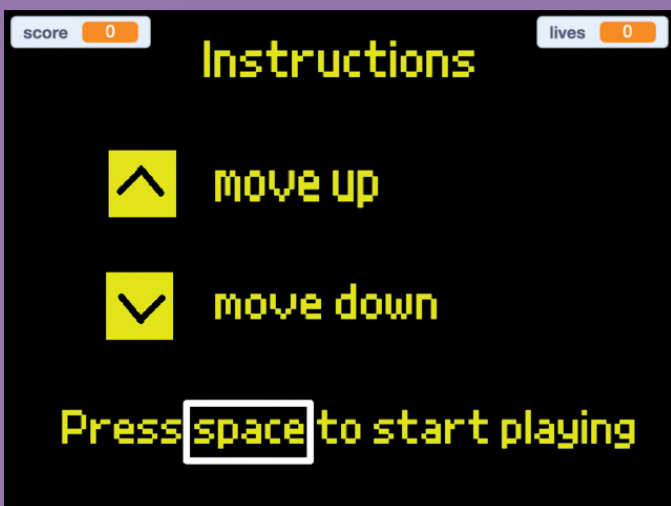 score 0
lives 0
Instructions
move up
move down
Press space to start playing